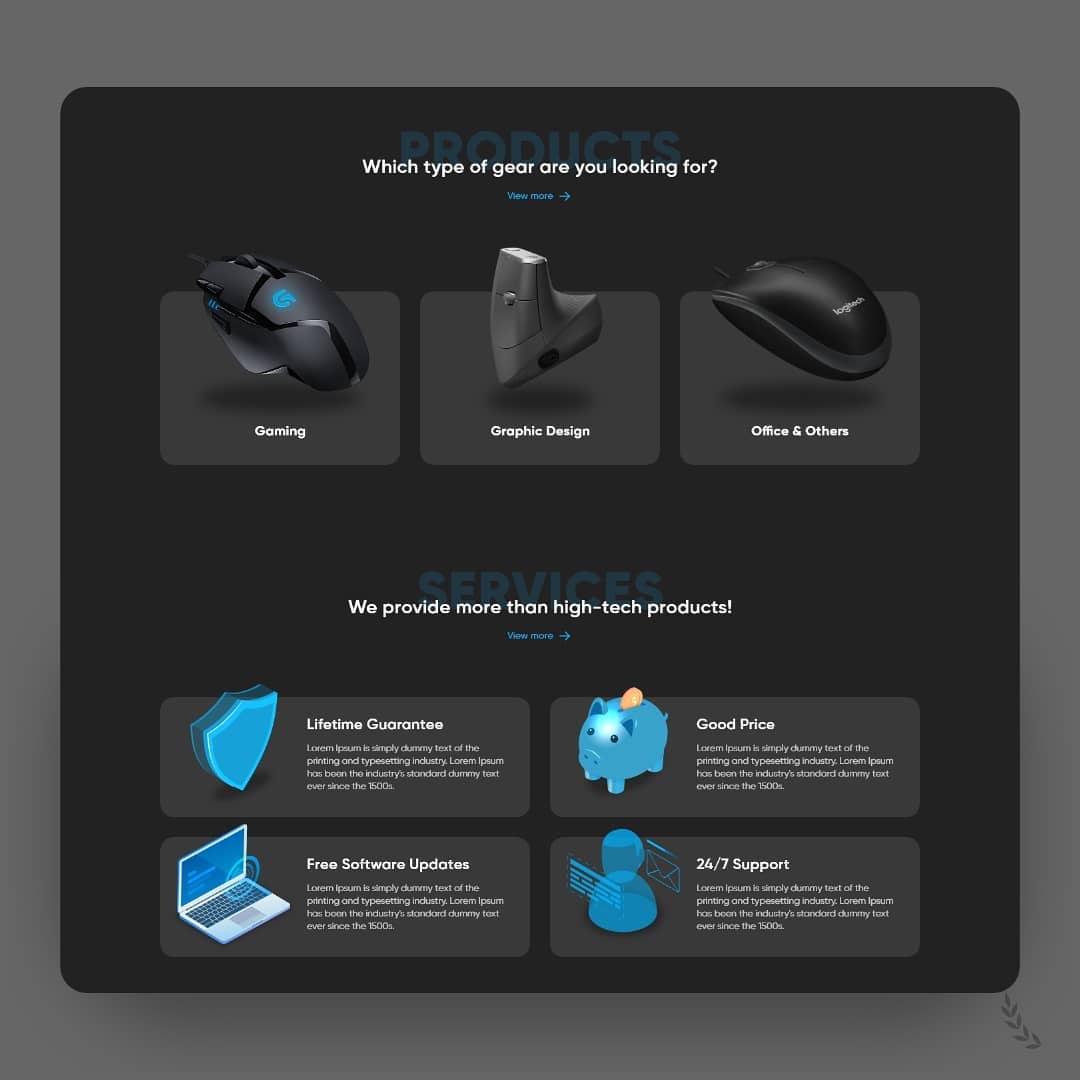 PRODUCTS
Which type of gear are you looking for?
View more
logitech
Gaming
Graphic Design
Office & Others
SERVICES
We provide more than high-tech products!
View more
Lifetime Guarantee
Lorem Ipsum is simply dummy text of the
printing and typesetting industry. Lorem Ipsum
has been the industry's standard dummy text
ever since the 1500s.
Good Price
Lorem Ipsum is simply dummy text of the
printing and typesetting industry. Lorem Ipsum
has been the industry's standard dummy text
ever since the 1500s.
Free Software Updates
Lorem Ipsum is simply dummy text of the
printing and typesetting industry. Lorem Ipsum
has been the industry's standard dummy text
ever since the 1500s.
24/7 Support
Lorem Ipsum is simply dummy text of the
printing and typesetting industry. Lorem Ipsum
has been the industry's standard dummy text
ever since the 1500s.